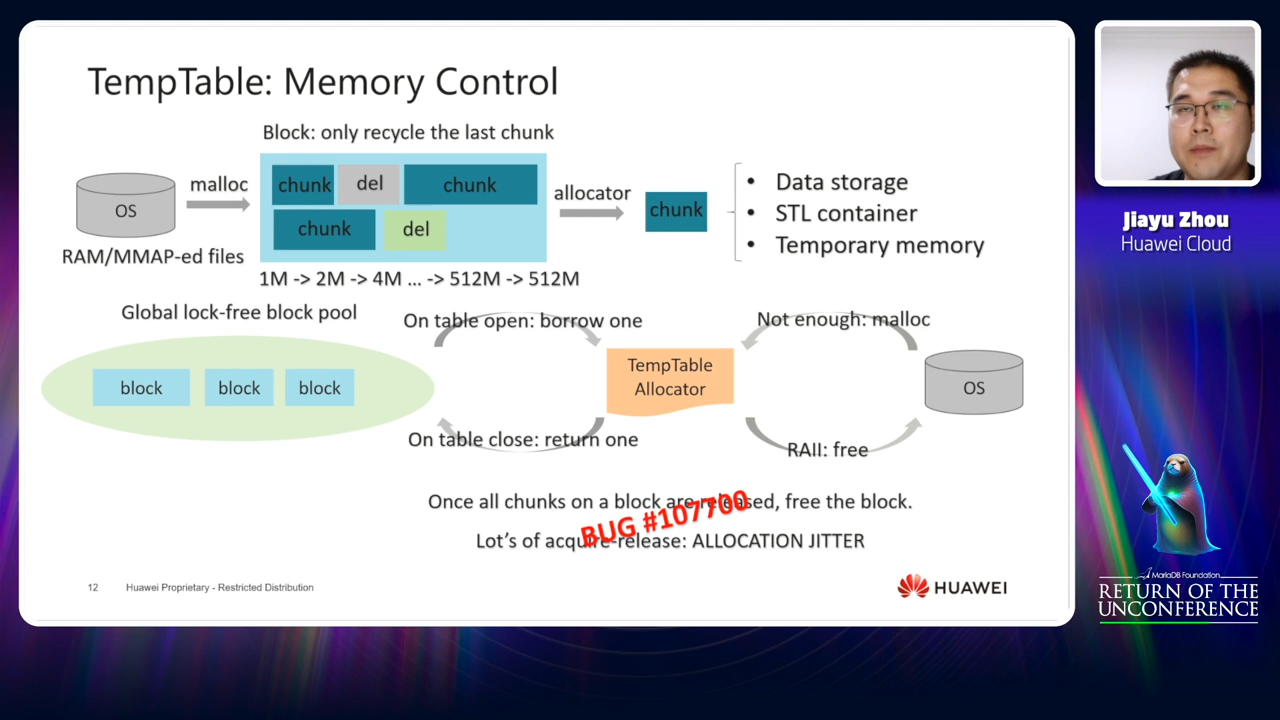 TempTable: Memory Control
Block: only recycle the last chunk
OS
RAM/MMAP-ed files
malloc
chunk
del
chunk
chunk
del
1M -> 2M -> 4M ... -> 512M -> 512M
allocator
chunk
• Data storage
• STL container
• Temporary memory
Global lock-free block pool
block
block
block
On table open: borrow one
On table close: return one
TempTable
Allocator
Not enough: malloc
RAII: free
OS
Once all chunks on a block are released, free the block.
BUG #107700
Lot's of acquire-release: ALLOCATION JITTER
12
Huawei Proprietary - Restricted Distribution
HUAWEI
Jiayu Zhou
Huawei Cloud
MariaDB Foundation
RETURN OF THE
UNCONFERENCE